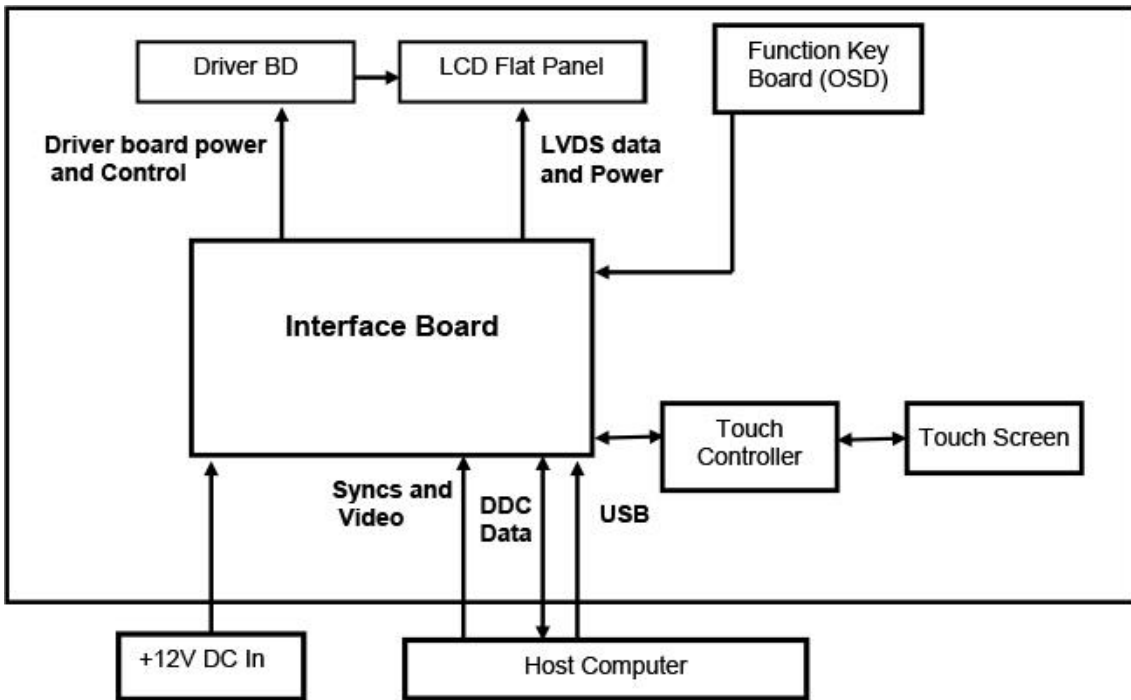 Driver BD
LCD Flat Panel
Function Key
Board (OSD)
Driver board power
and Control
LVDS data
and Power
Interface Board
Touch
Controller
Touch Screen
Syncs and
Video
DDC
Data
USB
+12V DC In
Host Computer